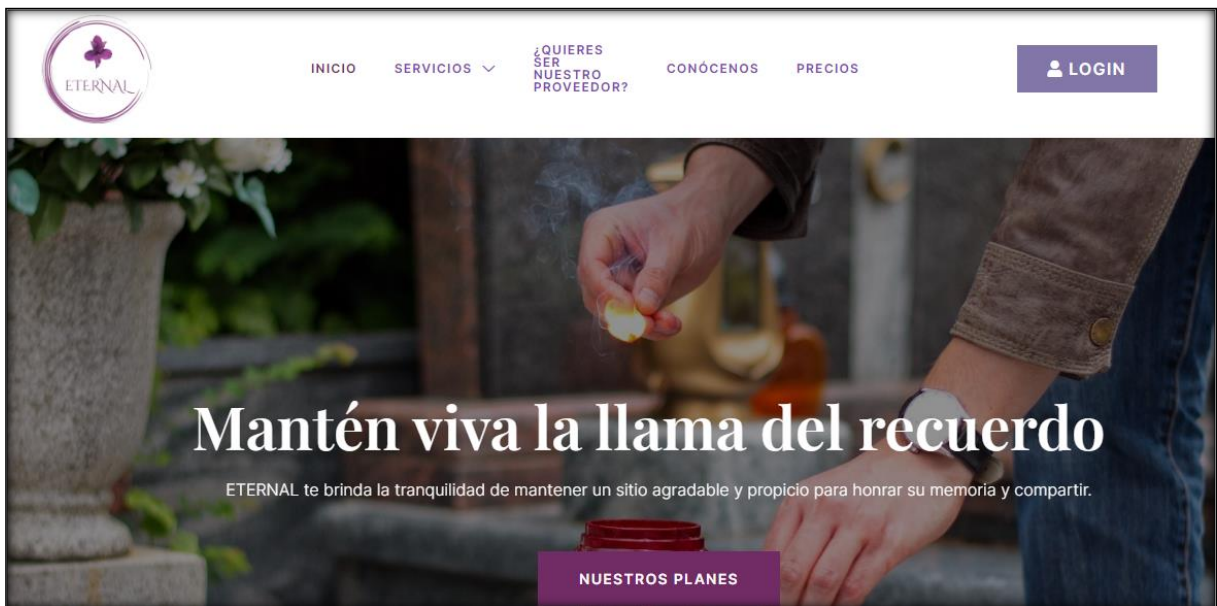 ETERNAL
INICIO
SERVICIOS
¿QUIERES
SER
NUESTRO
PROVEEDOR?
CONÓCENOS
PRECIOS
LOGIN
Mantén viva la llama del recuerdo
ETERNAL te brinda la tranquilidad de mantener un sitio agradable y propicio para honrar su memoria y compartir.
NUESTROS PLANES